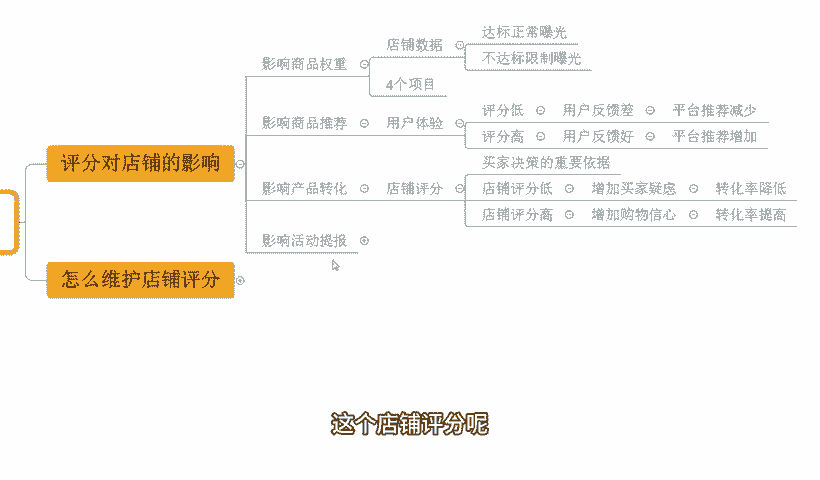 评分对店铺的影响
影响商品权重
店铺数据
达标正常曝光
不达标限制曝光
4个项目
影响商品推荐
用户体验
评分低 用户反馈差 平台推荐减少
评分高 用户反馈好 平台推荐增加
影响产品转化
店铺评分
买家决策的重要依据
店铺评分低 增加买家疑虑 转化率降低
店铺评分高 增加购物信心 转化率提高
影响活动提报
怎么维护店铺评分
这个店铺评分呢